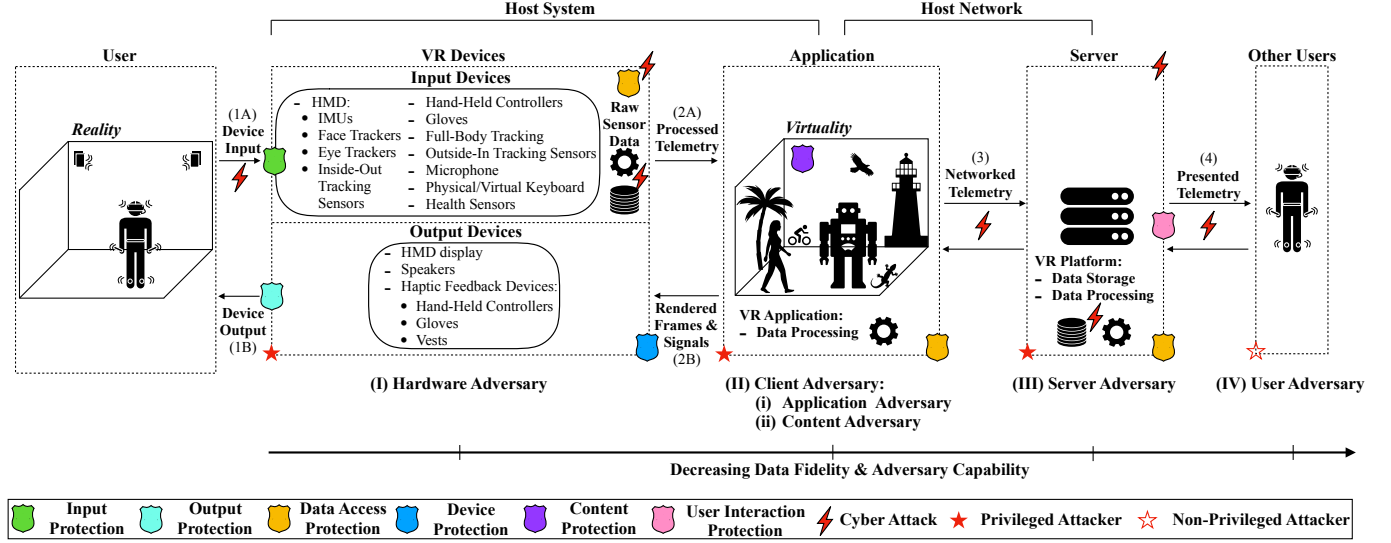 Host System
Host Network
User
VR Devices
Application
Server
Other Users
Input Devices
- HMD:
• IMUs
• Face Trackers
• Eye Trackers
• Inside-Out
Tracking
Sensors
- Hand-Held Controllers
- Gloves
- Full-Body Tracking
- Outside-In Tracking Sensors
- Microphone
- Physical/Virtual Keyboard
- Health Sensors
Raw
Sensor
Data
Reality
(1A)
Device
Input
(2A)
Processed
Telemetry
Virtuality
(3)
Networked
Telemetry
(4)
Presented
Telemetry
Output Devices
- HMD display
- Speakers
- Haptic Feedback Devices:
• Hand-Held Controllers
• Gloves
• Vests
Device
Output
(1B)
Rendered
Frames &
Signals
(2B)
VR Application:
- Data Processing
VR Platform:
- Data Storage
- Data Processing
(I) Hardware Adversary
(II) Client Adversary:
(i) Application Adversary
(ii) Content Adversary
(III) Server Adversary
(IV) User Adversary
Decreasing Data Fidelity & Adversary Capability
Input
Protection
Output
Protection
Data Access
Protection
Device
Protection
Content
Protection
User Interaction
Protection
Cyber Attack
Privileged Attacker
Non-Privileged Attacker